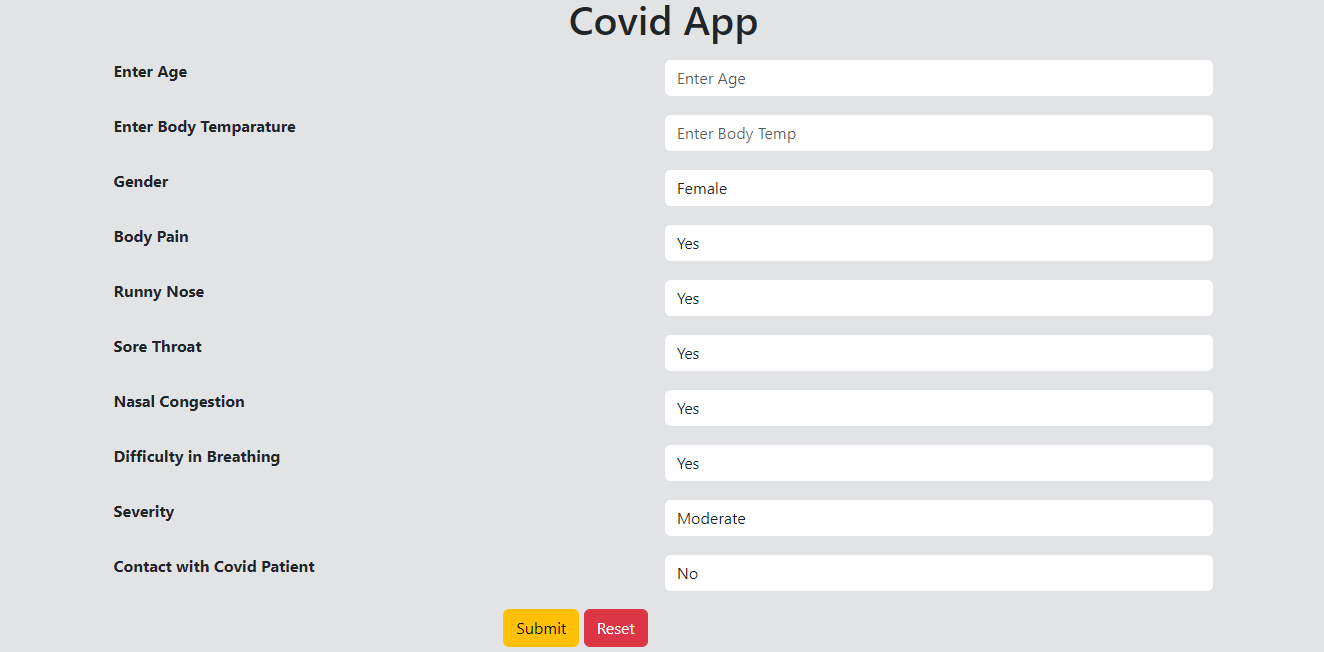 Covid App
Enter Age
Enter Age
Enter Body Temparature
Enter Body Temp
Gender
Female
Body Pain
Yes
Runny Nose
Yes
Sore Throat
Yes
Nasal Congestion
Yes
Difficulty in Breathing
Yes
Severity
Moderate
Contact with Covid Patient
No
Submit
Reset